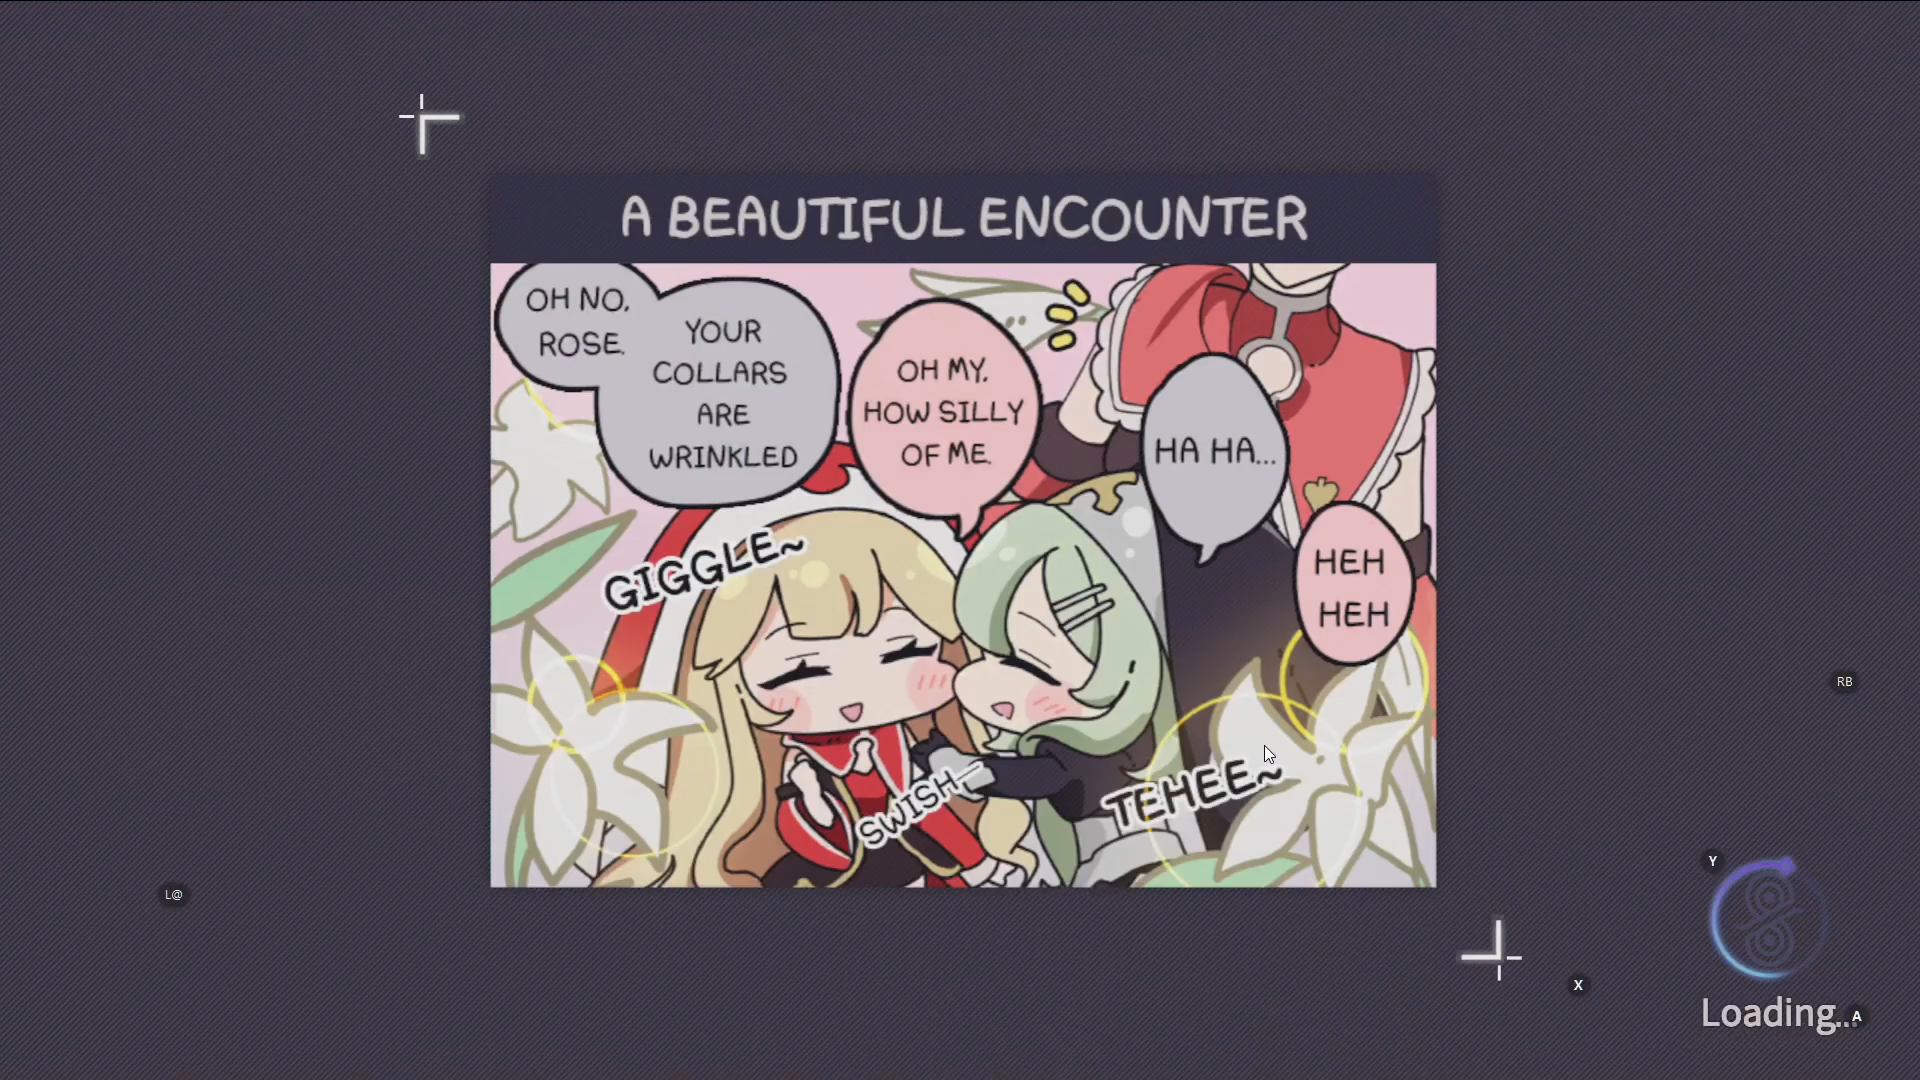 A BEAUTIFUL ENCOUNTER
OH NO,
ROSE.
YOUR
COLLARS
ARE
WRINKLED
OH MY,
HOW SILLY
OF ME.
HA HA...
HEH
HEH
GIGGLE~
SWISH—
TEHEE~
RB
L@
Y
X
Loading...
A